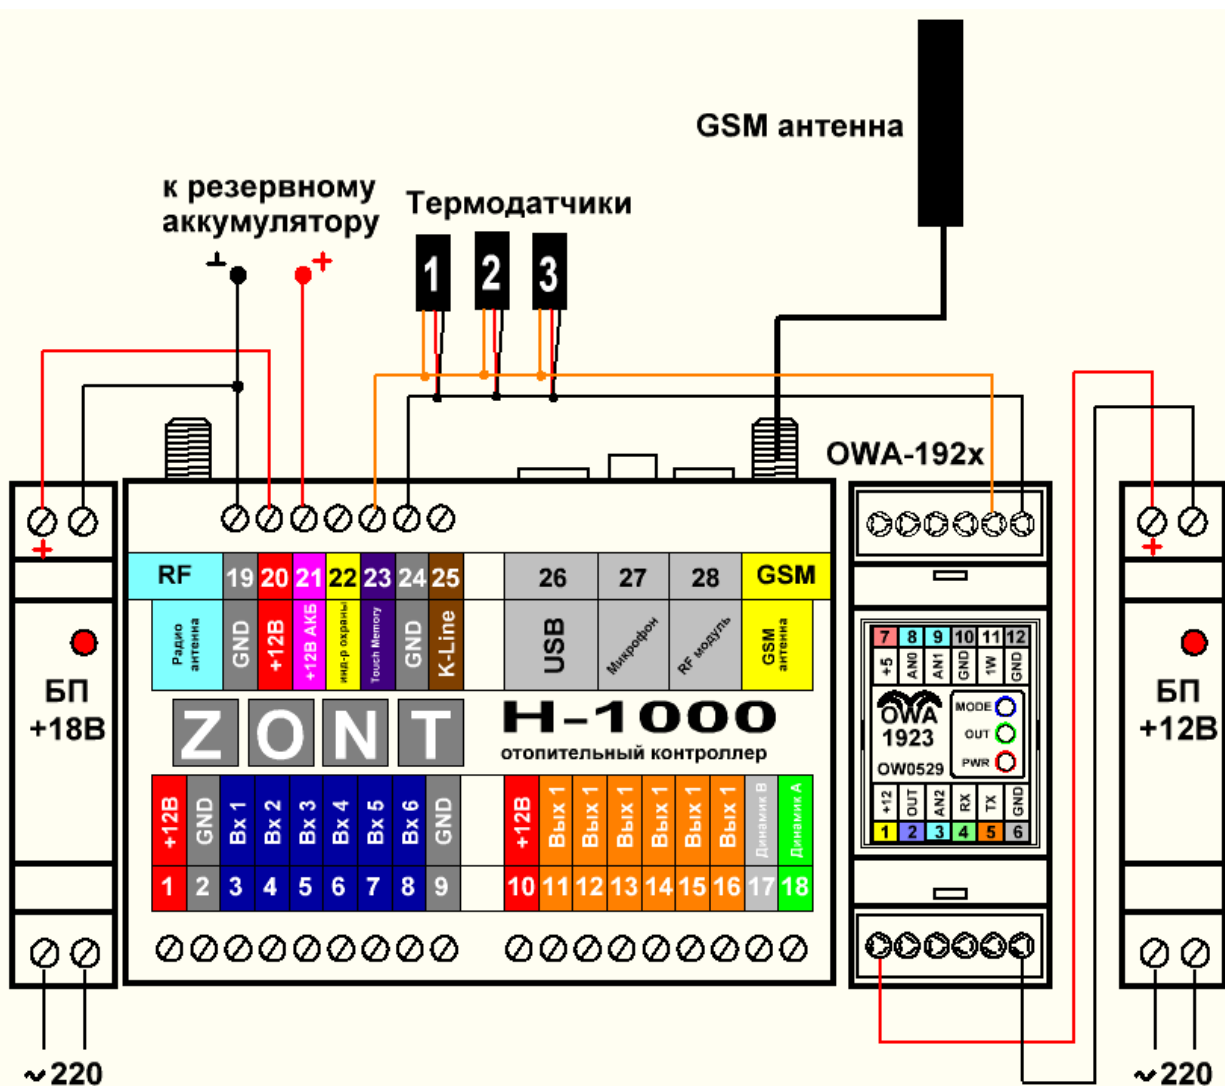 GSM антенна
к резервному
аккумулятору
Термодатчики
+
1
2
3
OWA-192x
+
+
RF
19
20
21
22
23
24
25
26
27
28
GSM
Радио
антенна
GND
+12В
+12В АКБ
инд-р охраны
Touch Memory
GND
K-Line
USB
Микрофон
RF модуль
GSM
антенна
БП
+18В
ZONT
H-1000
отопительный контроллер
+12В
GND
Вх 1
Вх 2
Вх 3
Вх 4
Вх 5
Вх 6
GND
+12В
Вых 1
Вых 1
Вых 1
Вых 1
Вых 1
Вых 1
Динамик В
Динамик А
1
2
3
4
5
6
7
8
9
10
11
12
13
14
15
16
17
18
7
8
9
10
11
12
+5
AN0
AN1
GND
1W
GND
OWA
1923
OW0529
MODE
OUT
PWR
+12
OUT
AN2
RX
TX
GND
1
2
3
4
5
6
БП
+12В
~220
~220